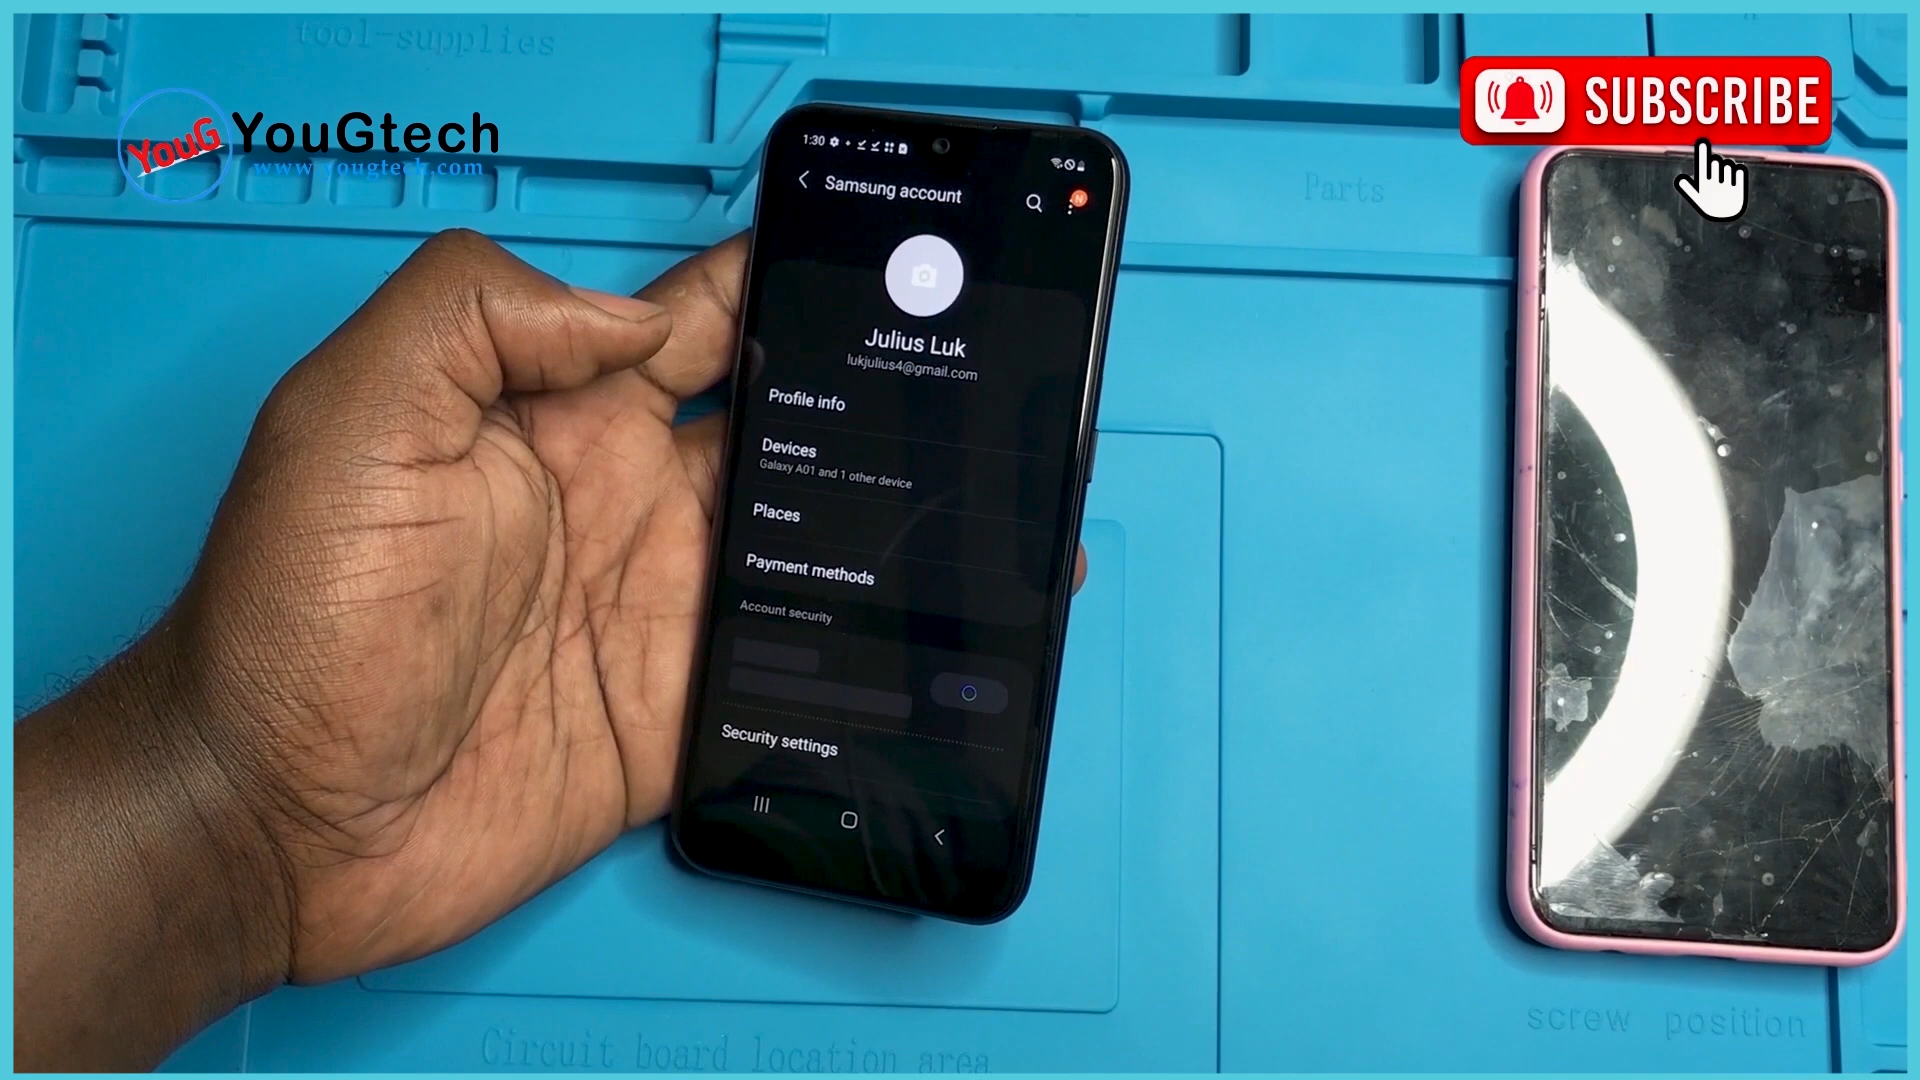 tool-supplies
SUBSCRIBE
YouG
YouGtech
www.yougtech.com
Parts
1:30
Samsung account
N
Julius Luk
lukjulius4@gmail.com
Profile info
Devices
Galaxy A01 and 1 other device
Places
Payment methods
Account security
Security settings
screw position
Circuit board location area